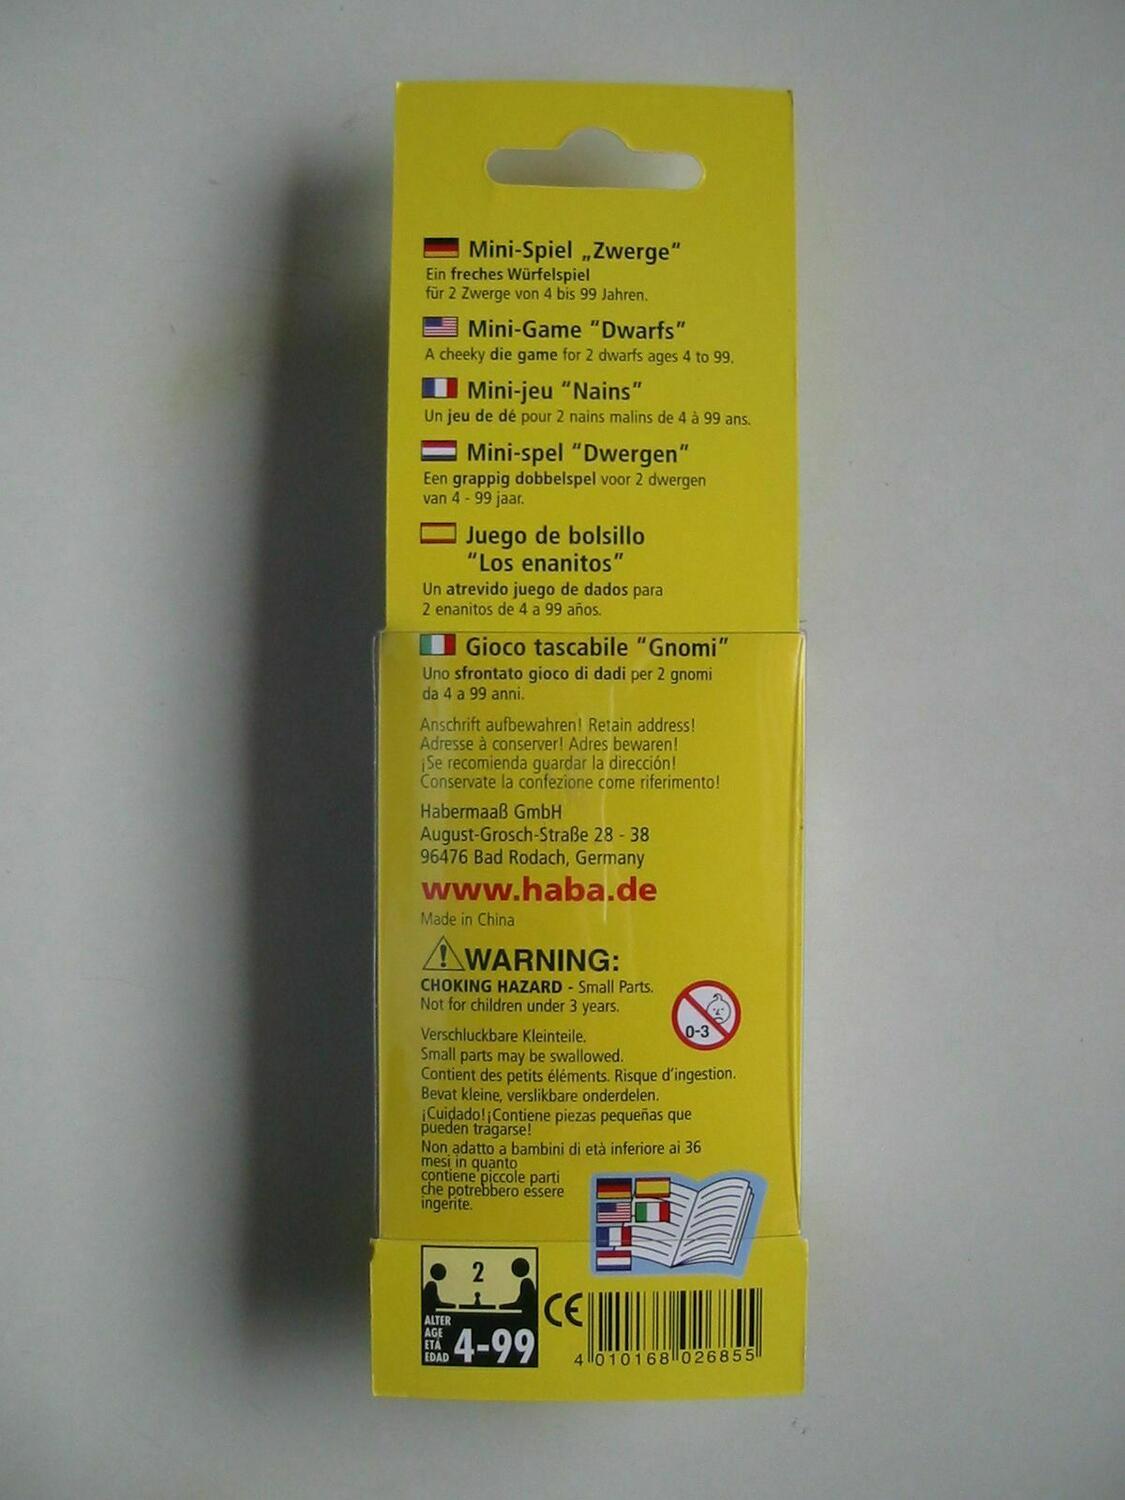 Mini-Spiel „Zwerge“
Ein freches Würfelspiel
für 2 Zwerge von 4 bis 99 Jahren.
Mini-Game “Dwarfs”
A cheeky die game for 2 dwarfs ages 4 to 99.
Mini-jeu “Nains”
Un jeu de dé pour 2 nains malins de 4 à 99 ans.
Mini-spel “Dwergen”
Een grappig dobbelspel voor 2 dwergen
van 4 - 99 jaar.
Juego de bolsillo
“Los enanitos”
Un atrevido juego de dados para
2 enanitos de 4 a 99 años.
Gioco tascabile “Gnomi”
Uno sfrontato gioco di dadi per 2 gnomi
da 4 a 99 anni.
Anschrift aufbewahren! Retain address!
Adresse à conserver! Adres bewaren!
¡Se recomienda guardar la dirección!
Conservate la confezione come riferimento!
Habermaaß GmbH
August-Grosch-Straße 28 - 38
96476 Bad Rodach, Germany
www.haba.de
Made in China
WARNING:
CHOKING HAZARD - Small Parts.
Not for children under 3 years.
0-3
Verschluckbare Kleinteile.
Small parts may be swallowed.
Contient des petits éléments. Risque d’ingestion.
Bevat kleine, verslikbare onderdelen.
¡Cuidado!¡Contiene piezas pequeñas que
pueden tragarse!
Non adatto a bambini di età inferiore ai 36
mesi in quanto
contiene piccole parti
che potrebbero essere
ingerite.
2
ALTER
AGE
ETÀ
EDAD
4-99
CE
4 010168 026855